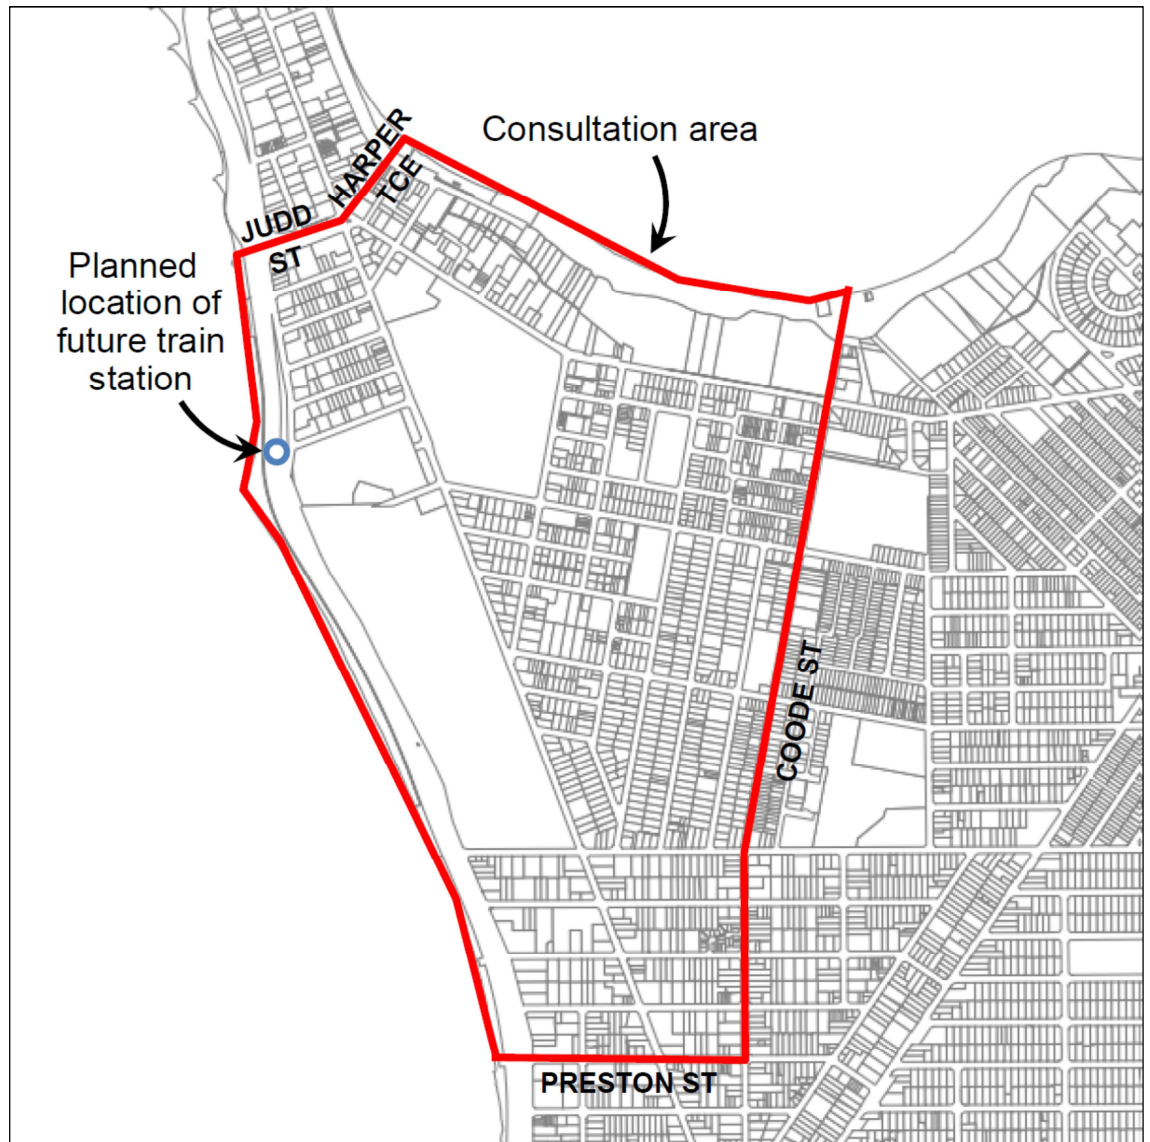 Consultation area
HARPER
TCE
JUDD
ST
Planned
location of
future train
station
COODE ST
PRESTON ST